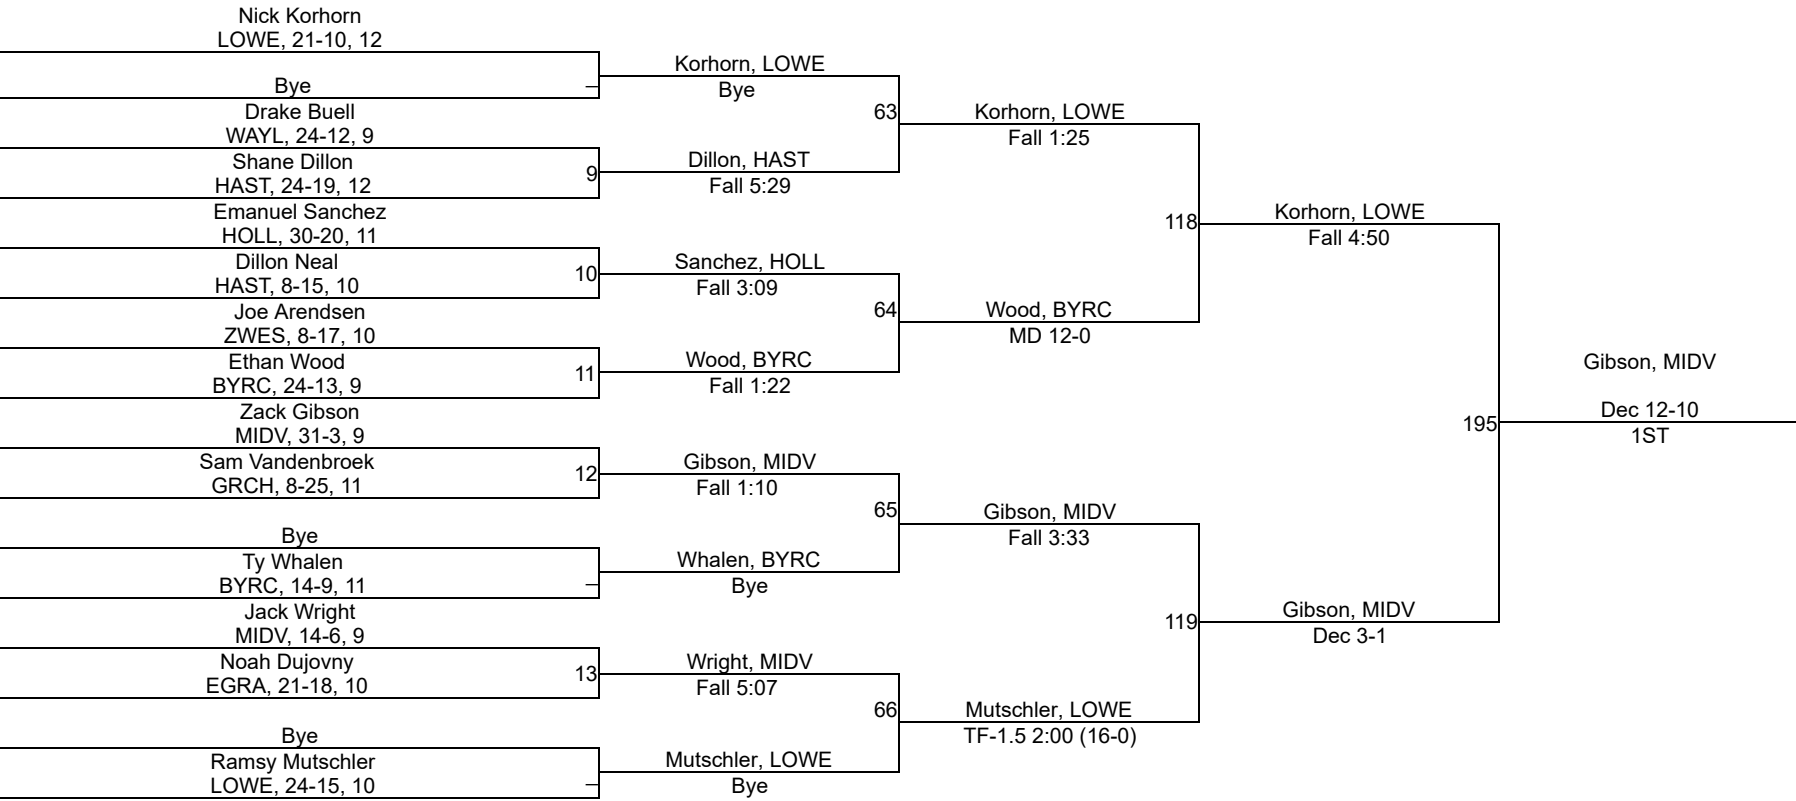 Nick Korhorn
LOWE, 21-10, 12
Bye
–
Drake Buell
WAYL, 24-12, 9
Shane Dillon
HAST, 24-19, 12
9
Emanuel Sanchez
HOLL, 30-20, 11
Dillon Neal
HAST, 8-15, 10
10
Joe Arendsen
ZWES, 8-17, 10
Ethan Wood
BYRC, 24-13, 9
11
Zack Gibson
MIDV, 31-3, 9
Sam Vandenbroek
GRCH, 8-25, 11
12
Bye
Ty Whalen
BYRC, 14-9, 11
–
Jack Wright
MIDV, 14-6, 9
Noah Dujovny
EGRA, 21-18, 10
13
Bye
Ramsy Mutschler
LOWE, 24-15, 10
–
Korhorn, LOWE
Bye
63
Dillon, HAST
Fall 5:29
Sanchez, HOLL
Fall 3:09
64
Wood, BYRC
Fall 1:22
Gibson, MIDV
Fall 1:10
65
Whalen, BYRC
Bye
Wright, MIDV
Fall 5:07
66
Mutschler, LOWE
Bye
Korhorn, LOWE
Fall 1:25
118
Wood, BYRC
MD 12-0
Gibson, MIDV
Fall 3:33
119
Mutschler, LOWE
TF-1.5 2:00 (16-0)
Korhorn, LOWE
Fall 4:50
195
Gibson, MIDV
Dec 3-1
Gibson, MIDV
Dec 12-10
1ST